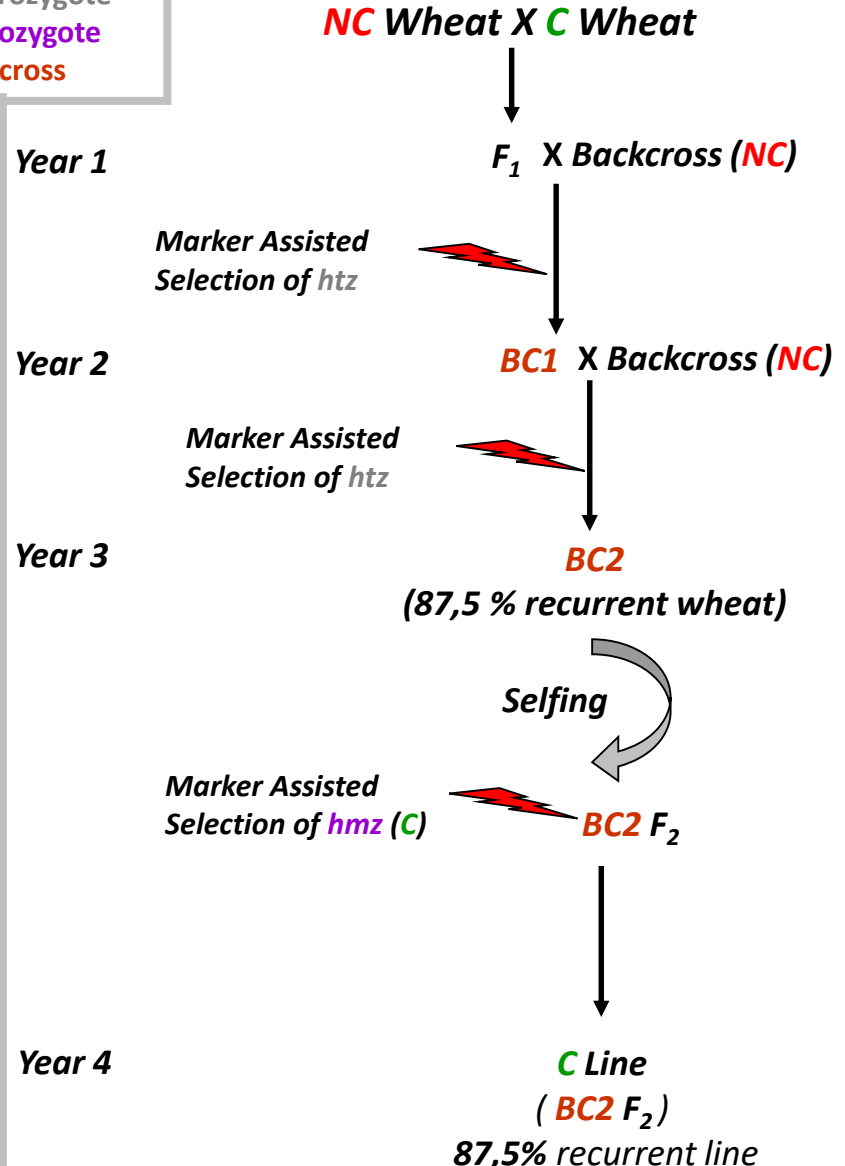 NC Wheat X C Wheat
ozygote
cross
Year 1
F1 X Backcross (NC)
Marker Assisted
Selection of htz
Year 2
BC1 X Backcross (NC)
Marker Assisted
Selection of htz
Year 3
BC2
(87,5 % recurrent wheat)
Selfing
Marker Assisted
Selection of hmz (C)
BC2 F2
Year 4
C Line
( BC2 F2 )
87,5% recurrent line